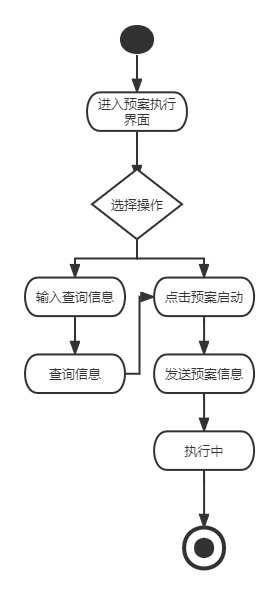 进入预案执行
界面
选择操作
输入查询信息
点击预案启动
查询信息
发送预案信息
执行中